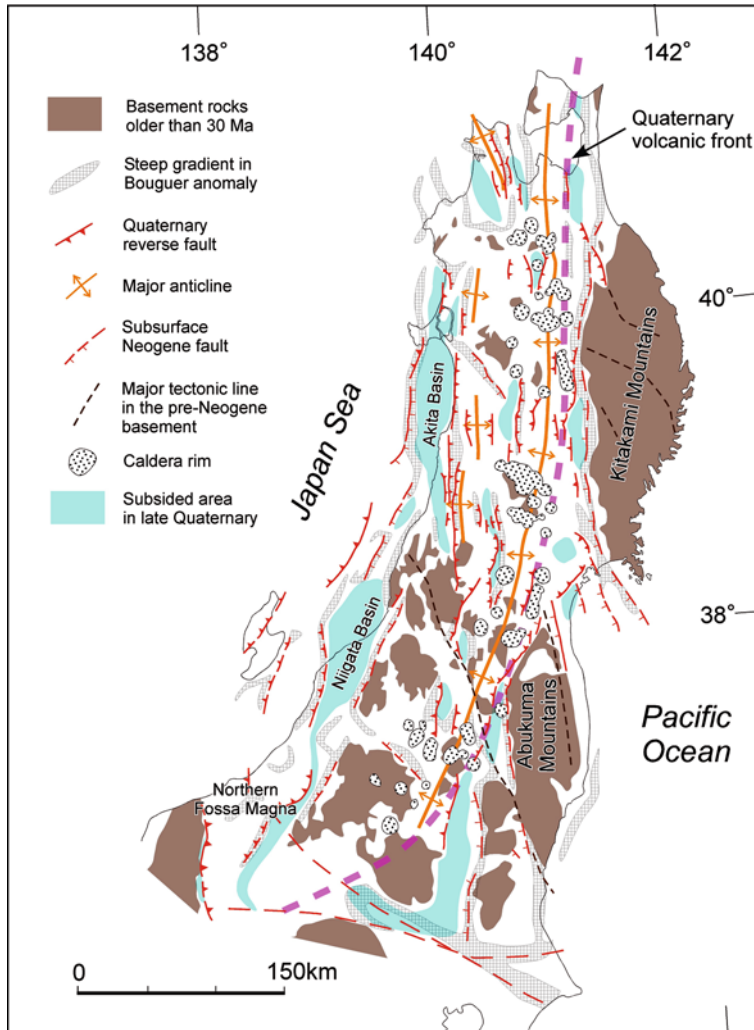 138°
140°
142°
Basement rocks
older than 30 Ma
Quaternary
volcanic front
Steep gradient in
Bouguer anomaly
Quaternary
reverse fault
Major anticline
40°
Subsurface
Neogene fault
Major tectonic line
in the pre-Neogene
basement
Caldera rim
Subsided area
in late Quaternary
Japan Sea
Akita Basin
Kitakami Mountains
38°
Niigata Basin
Abukuma
Mountains
Pacific
Ocean
Northern
Fossa Magha
0
150km